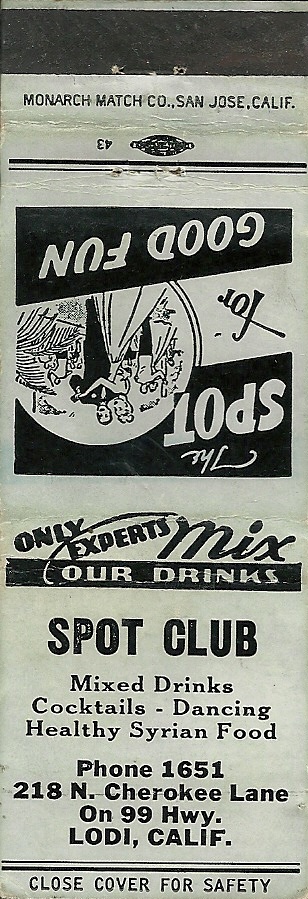 MONARCH MATCH CO., SAN JOSE, CALIF.
43
The
SPOT
for
GOOD FUN
ONLY EXPERTS Mix
OUR DRINKS
SPOT CLUB
Mixed Drinks
Cocktails - Dancing
Healthy Syrian Food
Phone 1651
218 N. Cherokee Lane
On 99 Hwy.
LODI, CALIF.
CLOSE COVER FOR SAFETY